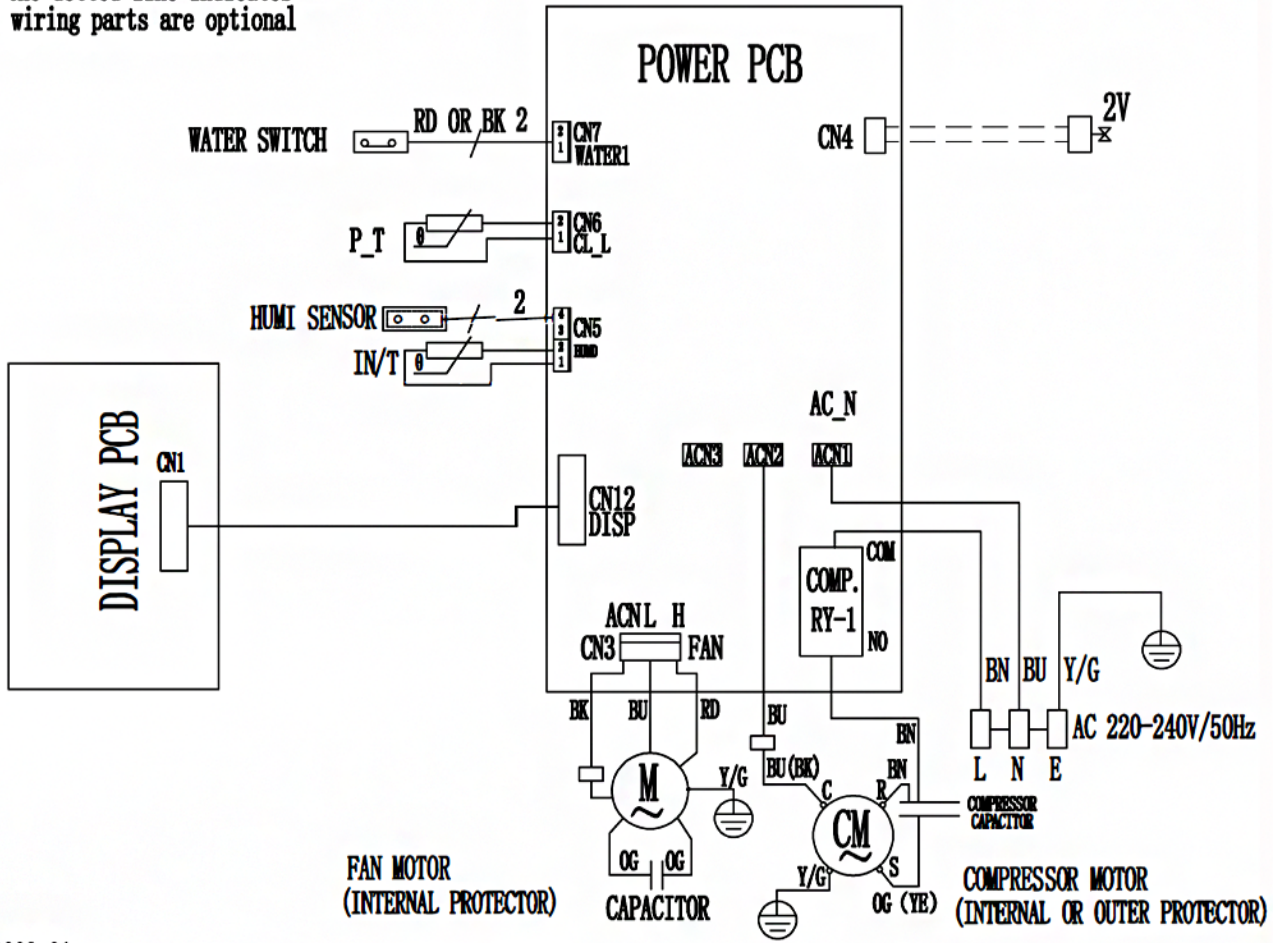 wiring parts are optional
POWER PCB
WATER SWITCH
RD OR BK 2
2
1
CN7
WATER1
CN4
2V
P_T
θ
2
1
CN6
CL_L
HUMI SENSOR
2
4
3
2
1
CN5
IN/T
θ
DISPLAY PCB
CN1
CN12
DISP
AC_N
ACN3
ACN2
ACN1
COM
COMP.
RY-1
NO
ACN L H
CN3
FAN
BK
BU
RD
BU
BN
BN
BU
Y/G
AC 220-240V/50Hz
L N E
M
~
Y/G
BU(BK)
C
R
BN
COMPRESSOR
CAPACITOR
CM
~
S
Y/G
OG (YE)
OG
OG
CAPACITOR
FAN MOTOR
(INTERNAL PROTECTOR)
COMPRESSOR MOTOR
(INTERNAL OR OUTER PROTECTOR)